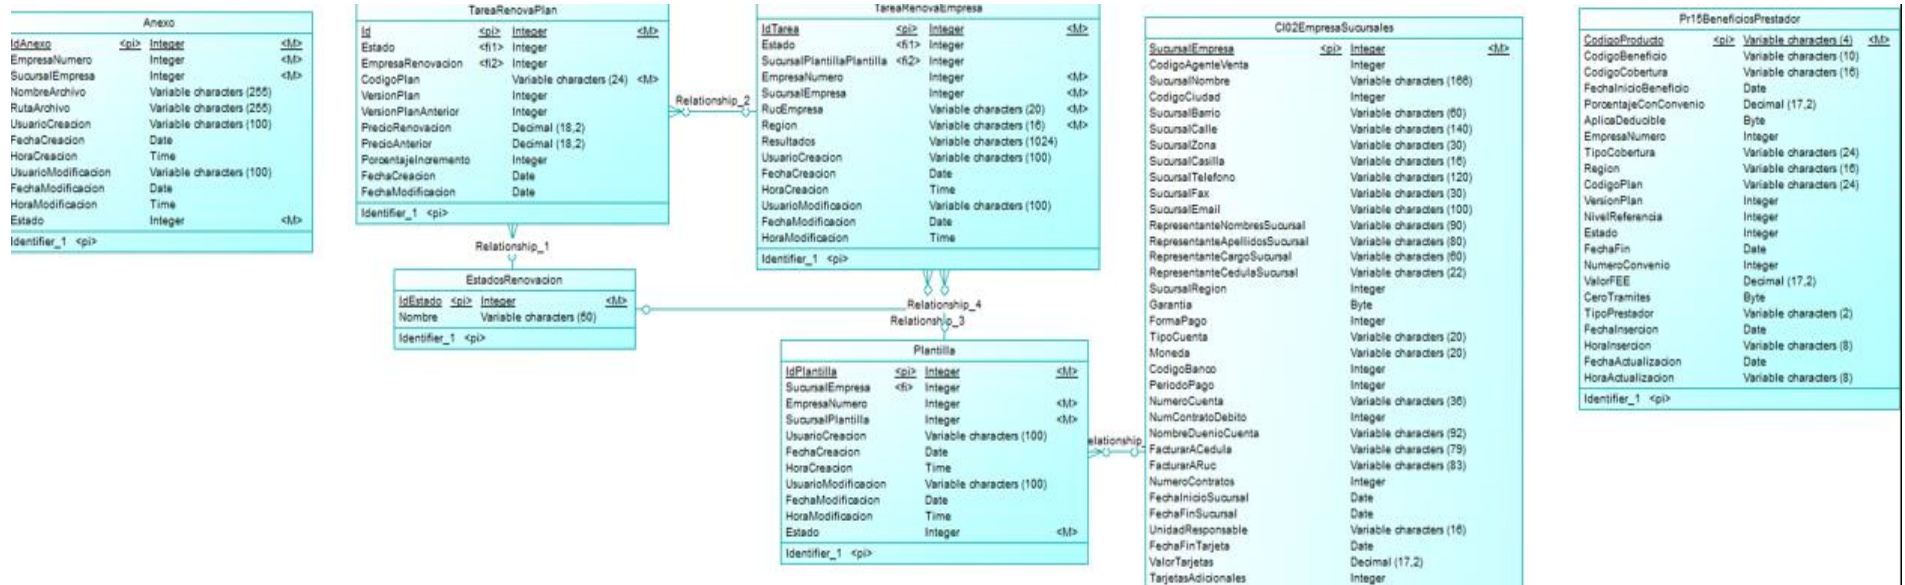 Anexo
IdAnexo <pi> Integer <M>
EmpresaNumero Integer <M>
SucursalEmpresa Integer <M>
NombreArchivo Variable characters (255)
RutaArchivo Variable characters (255)
UsuarioCreacion Variable characters (100)
FechaCreacion Date
HoraCreacion Time
UsuarioModificacion Variable characters (100)
FechaModificacion Date
HoraModificacion Time
Estado Integer <M>
Identifier_1 <pi>
TareaRenovaPlan
Id <pi> Integer <M>
Estado <fi1> Integer
EmpresaRenovacion <fi2> Integer
CodigoPlan Variable characters (24) <M>
VersionPlan Integer
VersionPlanAnterior Integer
PrecioRenovacion Decimal (18,2)
PrecioAnterior Decimal (18,2)
PorcentajeIncremento Integer
FechaCreacion Date
FechaModificacion Date
Identifier_1 <pi>
Relationship_2
Relationship_1
EstadosRenovacion
IdEstado <pi> Integer <M>
Nombre Variable characters (50)
Identifier_1 <pi>
TareaRenovaEmpresa
IdTarea <pi> Integer <M>
Estado <fi1> Integer
SucursalPlantillaPlantilla <fi2> Integer
EmpresaNumero Integer <M>
SucursalEmpresa Integer <M>
RucEmpresa Variable characters (20) <M>
Region Variable characters (16) <M>
Resultados Variable characters (1024)
UsuarioCreacion Variable characters (100)
FechaCreacion Date
HoraCreacion Time
UsuarioModificacion Variable characters (100)
FechaModificacion Date
HoraModificacion Time
Identifier_1 <pi>
Relationship_4
Relationship_3
Plantilla
IdPlantilla <pi> Integer <M>
SucursalEmpresa <fi> Integer
EmpresaNumero Integer <M>
SucursalPlantilla Integer <M>
UsuarioCreacion Variable characters (100)
FechaCreacion Date
HoraCreacion Time
UsuarioModificacion Variable characters (100)
FechaModificacion Date
HoraModificacion Time
Estado Integer <M>
Identifier_1 <pi>
elationship_
Cl02EmpresaSucursales
SucursalEmpresa <pi> Integer <M>
CodigoAgenteVenta Integer
SucursalNombre Variable characters (166)
CodigoCiudad Integer
SucursalBarrio Variable characters (60)
SucursalCalle Variable characters (140)
SucursalZona Variable characters (30)
SucursalCasilla Variable characters (16)
SucursalTelefono Variable characters (120)
SucursalFax Variable characters (30)
SucursalEmail Variable characters (100)
RepresentanteNombresSucursal Variable characters (90)
RepresentanteApellidosSucursal Variable characters (80)
RepresentanteCargoSucursal Variable characters (60)
RepresentanteCedulaSucursal Variable characters (22)
SucursalRegion Integer
Garantia Byte
FormaPago Integer
TipoCuenta Variable characters (20)
Moneda Variable characters (20)
CodigoBanco Integer
PeriodoPago Integer
NumeroCuenta Variable characters (36)
NumContratoDebito Integer
NombreDuenioCuenta Variable characters (92)
FacturarACedula Variable characters (79)
FacturarARuc Variable characters (83)
NumeroContratos Integer
FechaInicioSucursal Date
FechaFinSucursal Date
UnidadResponsable Variable characters (16)
FechaFinTarjeta Date
ValorTarjetas Decimal (17,2)
TarjetasAdicionales Integer
Pr15BeneficiosPrestador
CodigoProducto <pi> Variable characters (4) <M>
CodigoBeneficio Variable characters (10)
CodigoCobertura Variable characters (16)
FechaInicioBeneficio Date
PorcentajeConConvenio Decimal (17,2)
AplicaDeducible Byte
EmpresaNumero Integer
TipoCobertura Variable characters (24)
Region Variable characters (16)
CodigoPlan Variable characters (24)
VersionPlan Integer
NivelReferencia Integer
Estado Integer
FechaFin Date
NumeroConvenio Integer
ValorFEE Decimal (17,2)
CeroTramites Byte
TipoPrestador Variable characters (2)
FechaInsercion Date
HoraInsercion Variable characters (8)
FechaActualizacion Date
HoraActualizacion Variable characters (8)
Identifier_1 <pi>